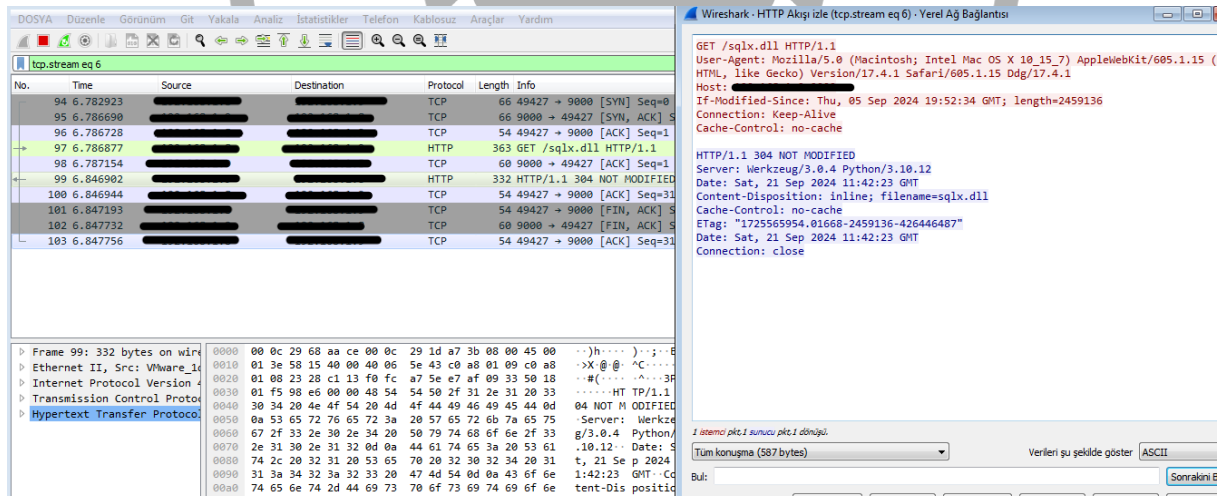 DOSYA Düzenle Görünüm Git Yakala Analiz İstatistikler Telefon Kablosuz Araçlar Yardım
tcp.stream eq 6
No. Time Source Destination Protocol Length Info
94 6.782923 TCP 66 49427 → 9000 [SYN] Seq=0
95 6.786690 TCP 66 9000 → 49427 [SYN, ACK] S
96 6.786728 TCP 54 49427 → 9000 [ACK] Seq=1
97 6.786877 HTTP 363 GET /sqlx.dll HTTP/1.1
98 6.787154 TCP 60 9000 → 49427 [ACK] Seq=1
99 6.846902 HTTP 332 HTTP/1.1 304 NOT MODIFIED
100 6.846944 TCP 54 49427 → 9000 [ACK] Seq=31
101 6.847193 TCP 54 49427 → 9000 [FIN, ACK] S
102 6.847732 TCP 60 9000 → 49427 [FIN, ACK] S
103 6.847756 TCP 54 49427 → 9000 [ACK] Seq=31
Frame 99: 332 bytes on wire
Ethernet II, Src: VMware_1d
Internet Protocol Version 4
Transmission Control Protoc
Hypertext Transfer Protocol
0000 00 0c 29 68 aa ce 00 0c 29 1d a7 3b 08 00 45 00 ··)h···· )··;··E
0010 01 3e 58 15 40 00 40 06 5e 43 c0 a8 01 09 c0 a8 ·>X·@·@· ^C·····
0020 01 08 23 28 c1 13 f0 fc a7 5e e7 af 09 33 50 18 ··#(···· ·^···3P
0030 01 f5 98 e6 00 00 48 54 54 50 2f 31 2e 31 20 33 ······HT TP/1.1
0040 30 34 20 4e 4f 54 20 4d 4f 44 49 46 49 45 44 0d 04 NOT M ODIFIED
0050 0a 53 65 72 76 65 72 3a 20 57 65 72 6b 7a 65 75 ·Server: Werkze
0060 67 2f 33 2e 30 2e 34 20 50 79 74 68 6f 6e 2f 33 g/3.0.4 Python/
0070 2e 31 30 2e 31 32 0d 0a 44 61 74 65 3a 20 53 61 .10.12·· Date: S
0080 74 2c 20 32 31 20 53 65 70 20 32 30 32 34 20 31 t, 21 Se p 2024
0090 31 3a 34 32 3a 32 33 20 47 4d 54 0d 0a 43 6f 6e 1:42:23 GMT··Co
00a0 74 65 6e 74 2d 44 69 73 70 6f 73 69 74 69 6f 6e tent-Dis positio
Wireshark · HTTP Akışı izle (tcp.stream eq 6) · Yerel Ağ Bağlantısı
GET /sqlx.dll HTTP/1.1
User-Agent: Mozilla/5.0 (Macintosh; Intel Mac OS X 10_15_7) AppleWebKit/605.1.15 (
HTML, like Gecko) Version/17.4.1 Safari/605.1.15 Ddg/17.4.1
Host:
If-Modified-Since: Thu, 05 Sep 2024 19:52:34 GMT; length=2459136
Connection: Keep-Alive
Cache-Control: no-cache
HTTP/1.1 304 NOT MODIFIED
Server: Werkzeug/3.0.4 Python/3.10.12
Date: Sat, 21 Sep 2024 11:42:23 GMT
Content-Disposition: inline; filename=sqlx.dll
Cache-Control: no-cache
ETag: "1725565954.01668-2459136-426446487"
Date: Sat, 21 Sep 2024 11:42:23 GMT
Connection: close
1 istemci pkt,1 sunucu pkt,1 dönüşü.
Tüm konuşma (587 bytes) Verileri şu şekilde göster ASCII
Bul: Sonrakini B